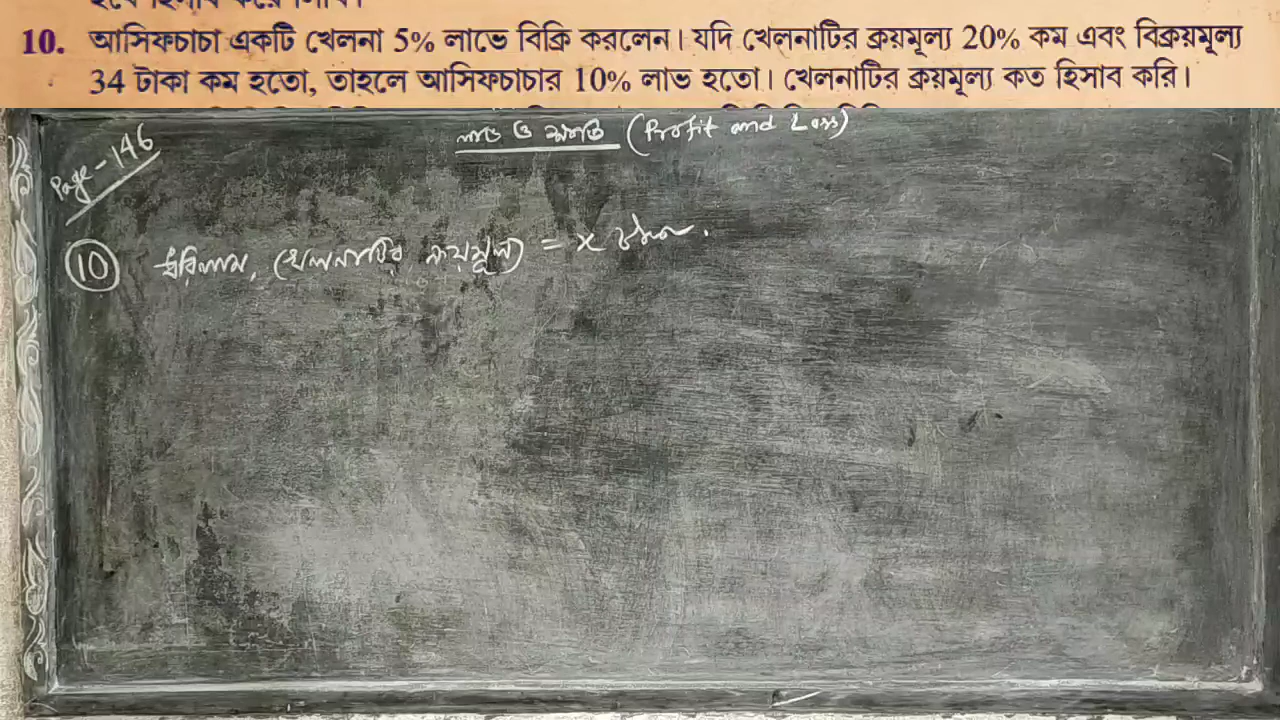 10. আসিফচাচা একটি খেলনা 5% লাভে বিক্রি করলেন। যদি খেলনাটির ক্রয়মূল্য 20% কম এবং বিক্রয়মূল্য
34 টাকা কম হতো, তাহলে আসিফচাচার 10% লাভ হতো। খেলনাটির ক্রয়মূল্য কত হিসাব করি।
লাভ ও ক্ষতি (Profit and Loss)
Page-146
10 ধরিলাম, খেলনাটির ক্রয়মূল্য = x টাকা.